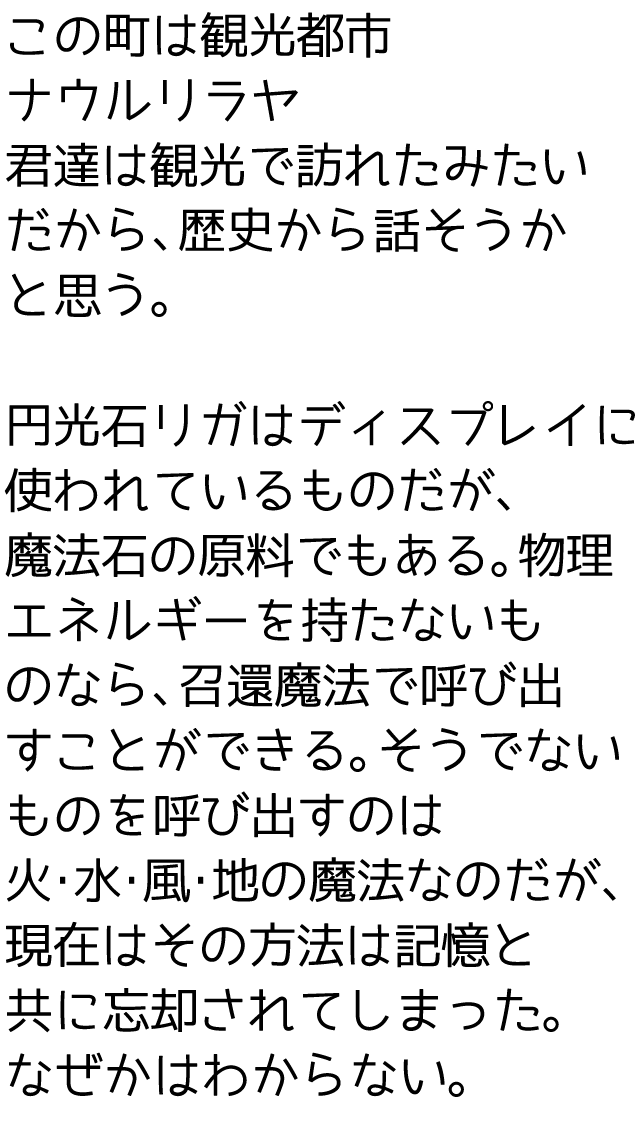 この町は観光都市
ナウルリラヤ
君達は観光で訪れたみたい
だから、歴史から話そうか
と思う。
円光石リガはディスプレイに
使われているものだが、
魔法石の原料でもある。物理
エネルギーを持たないも
のなら、召還魔法で呼び出
すことができる。そうでない
ものを呼び出すのは
火·水·風·地の魔法なのだが、
現在はその方法は記憶と
共に忘却されてしまった。
なぜかはわからない。